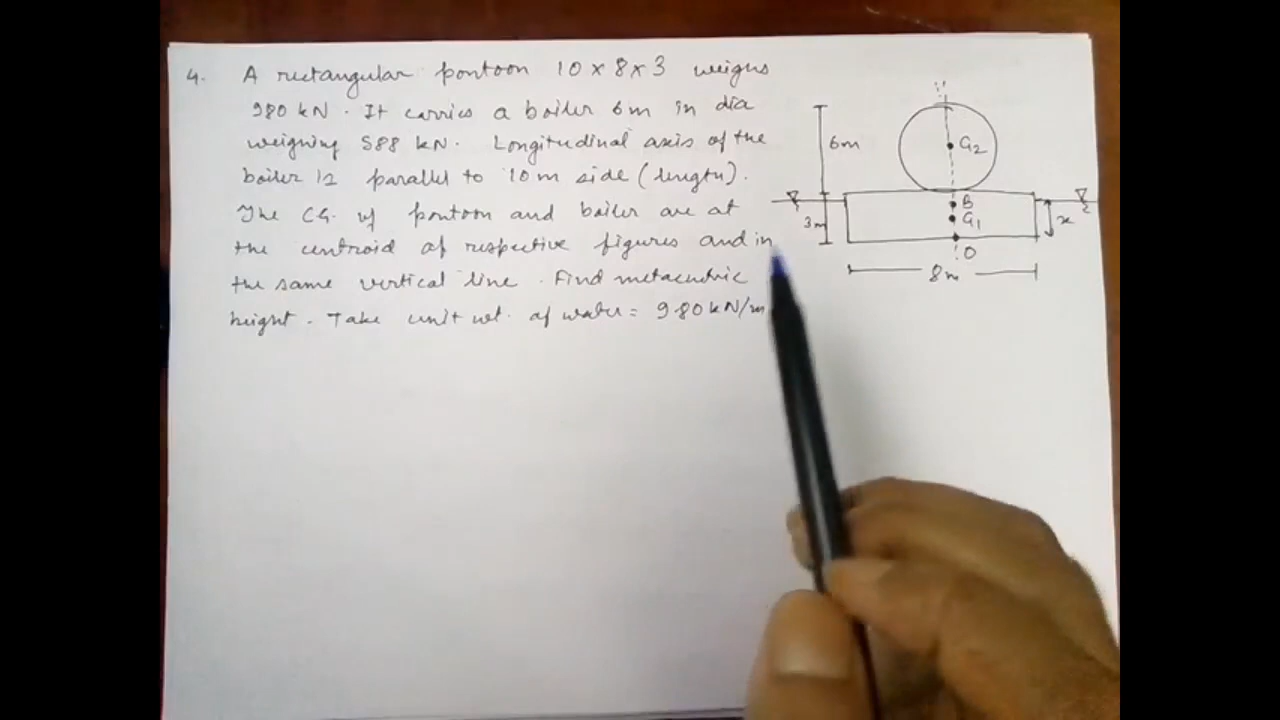 4. A rectangular pontoon 10 x 8 x 3 weighs
980 kN. It carries a boiler 6m in dia
weighing 588 kN. Longitudinal axis of the
boiler is parallel to 10 m side (length).
The CG. of pontoon and boiler are at
the centroid of respective figures and in
the same vertical line. Find metacentric
height. Take unit wt. of water = 9.80 kN/m
6m
G2
B
G1
3m
x
O
8m